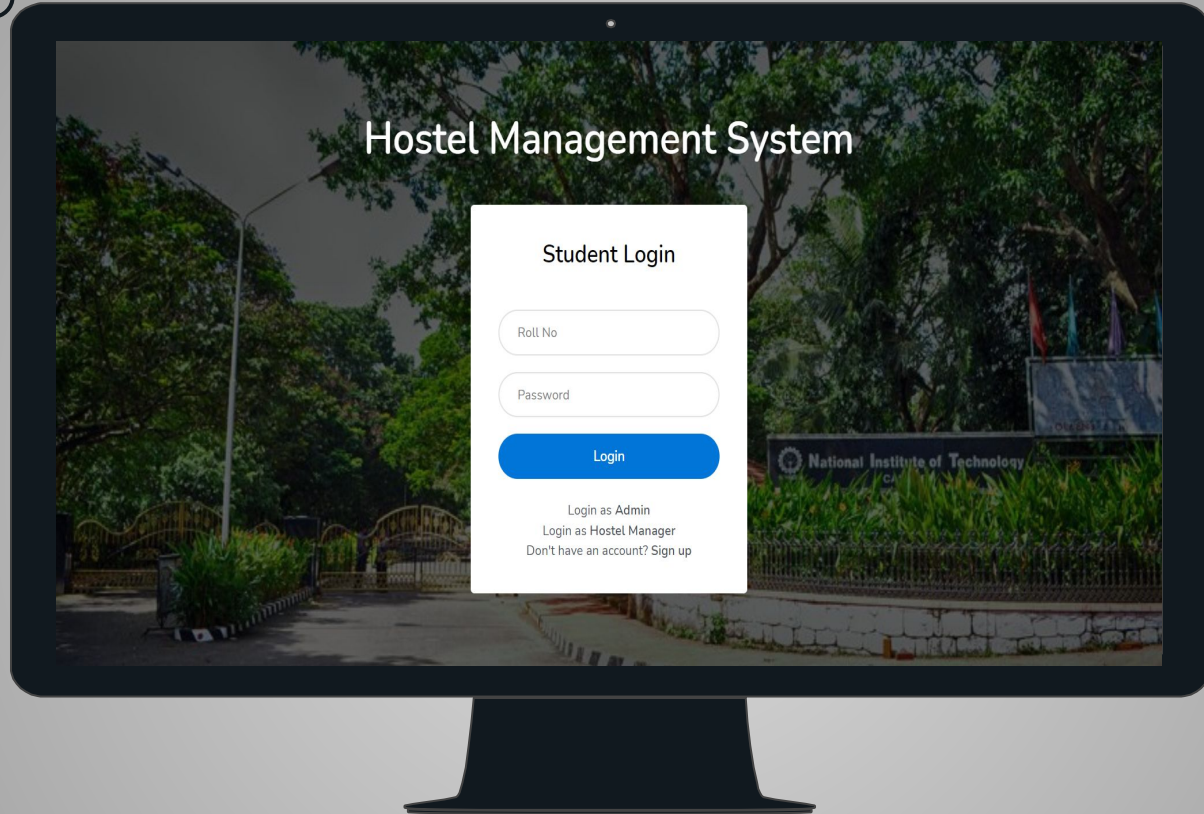 Hostel Management System
Student Login
Roll No
Password
Login
National Institute of Technology
Login as Admin
Login as Hostel Manager
Don't have an account? Sign up